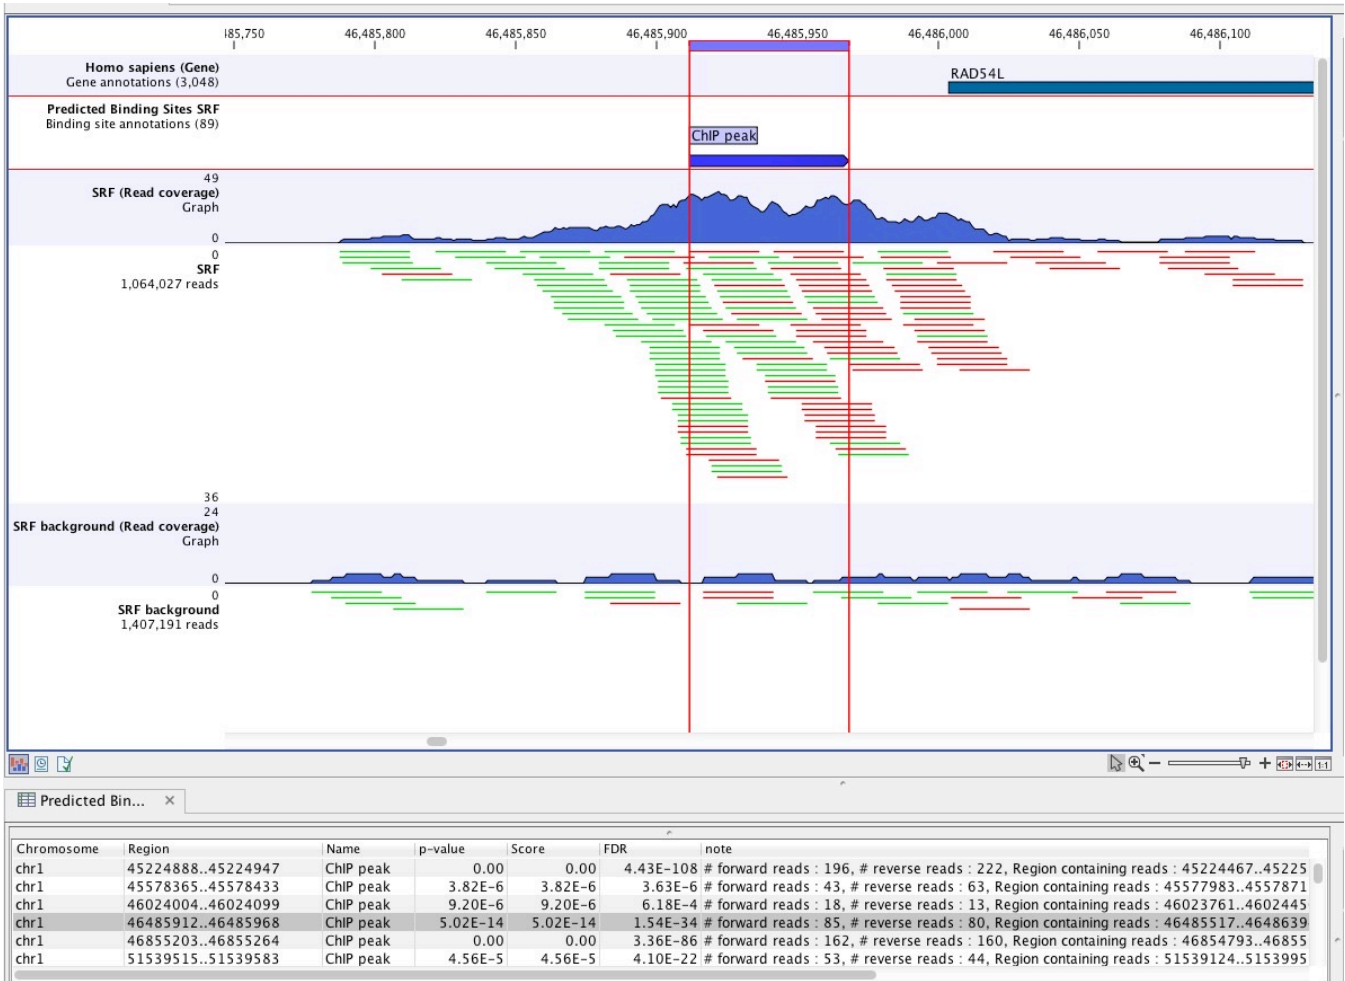 85,750 46,485,800 46,485,850 46,485,900 46,485,950 46,486,000 46,486,050 46,486,100
Homo sapiens (Gene)
Gene annotations (3,048)
RAD54L
Predicted Binding Sites SRF
Binding site annotations (89)
ChIP peak
49
SRF (Read coverage)
Graph
0
0
SRF
1,064,027 reads
36
24
SRF background (Read coverage)
Graph
0
0
SRF background
1,407,191 reads
1:1
Predicted Bin...
Chromosome Region Name p-value Score FDR note
chr1 45224888..45224947 ChIP peak 0.00 0.00 4.43E-108 # forward reads : 196, # reverse reads : 222, Region containing reads : 45224467..45225
chr1 45578365..45578433 ChIP peak 3.82E-6 3.82E-6 3.63E-6 # forward reads : 43, # reverse reads : 63, Region containing reads : 45577983..4557871
chr1 46024004..46024099 ChIP peak 9.20E-6 9.20E-6 6.18E-4 # forward reads : 18, # reverse reads : 13, Region containing reads : 46023761..4602445
chr1 46485912..46485968 ChIP peak 5.02E-14 5.02E-14 1.54E-34 # forward reads : 85, # reverse reads : 80, Region containing reads : 46485517..4648639
chr1 46855203..46855264 ChIP peak 0.00 0.00 3.36E-86 # forward reads : 162, # reverse reads : 160, Region containing reads : 46854793..46855
chr1 51539515..51539583 ChIP peak 4.56E-5 4.56E-5 4.10E-22 # forward reads : 53, # reverse reads : 44, Region containing reads : 51539124..5153995